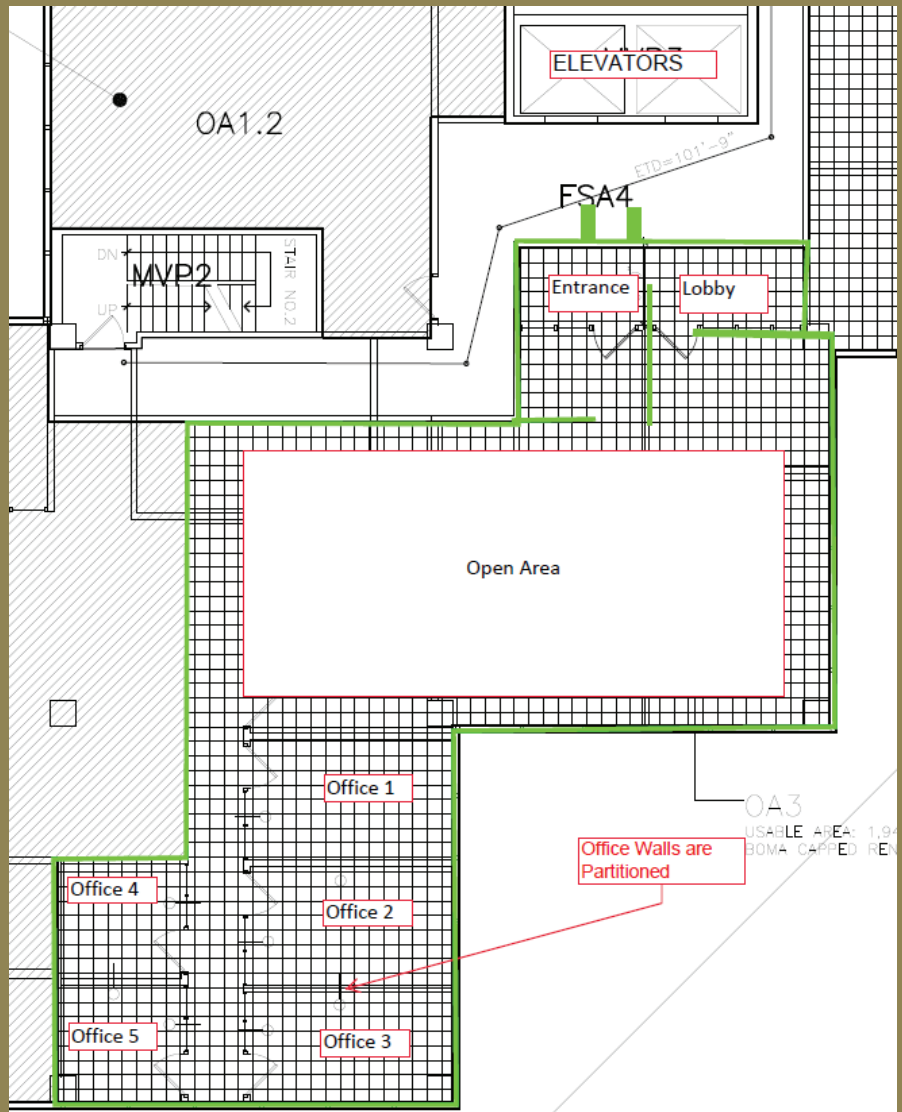 ELEVATORS
OA1.2
ETD=101'-9"
FSA4
DN
MVP2
UP
STAIR NO.2
Entrance
Lobby
Open Area
Office 1
OA3
USABLE AREA: 1,94
BOMA CAPPED REN
Office Walls are
Partitioned
Office 4
Office 2
Office 5
Office 3